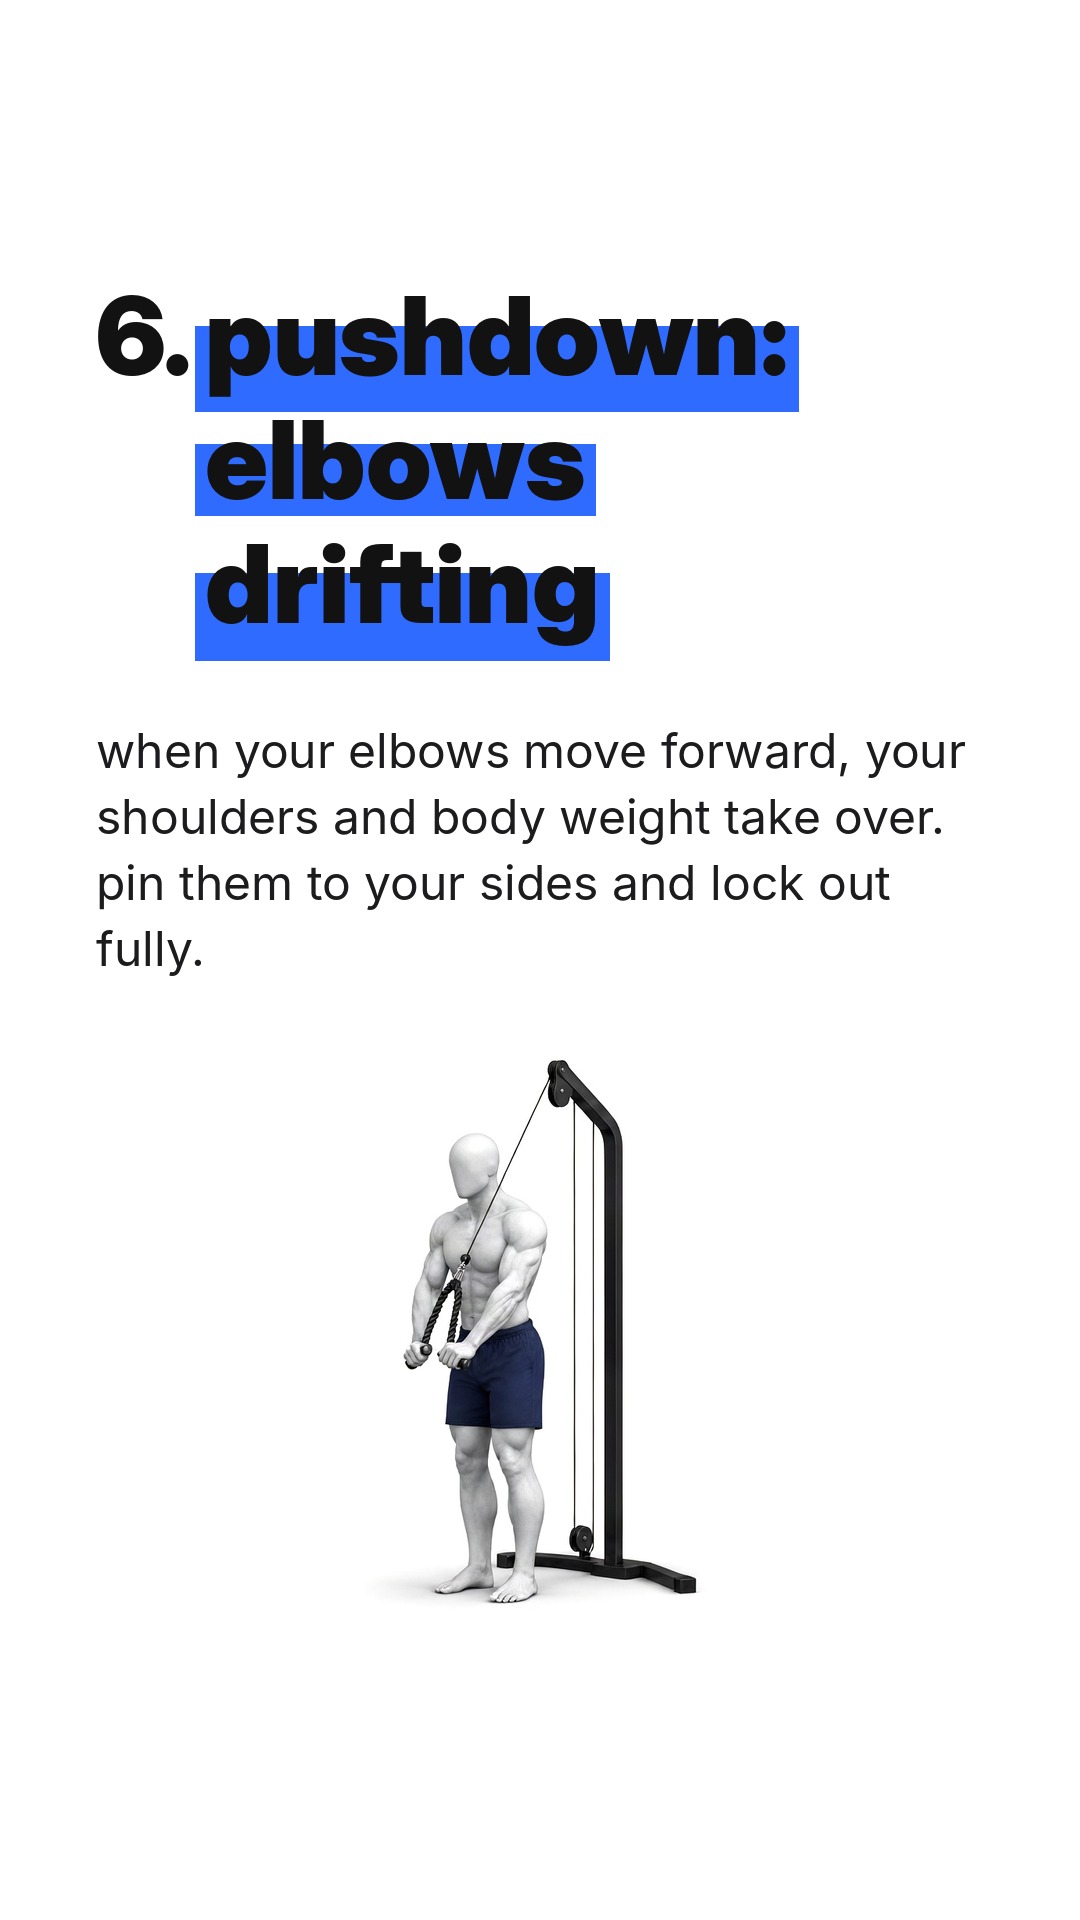 6. pushdown:
elbows
drifting
when your elbows move forward, your
shoulders and body weight take over.
pin them to your sides and lock out
fully.